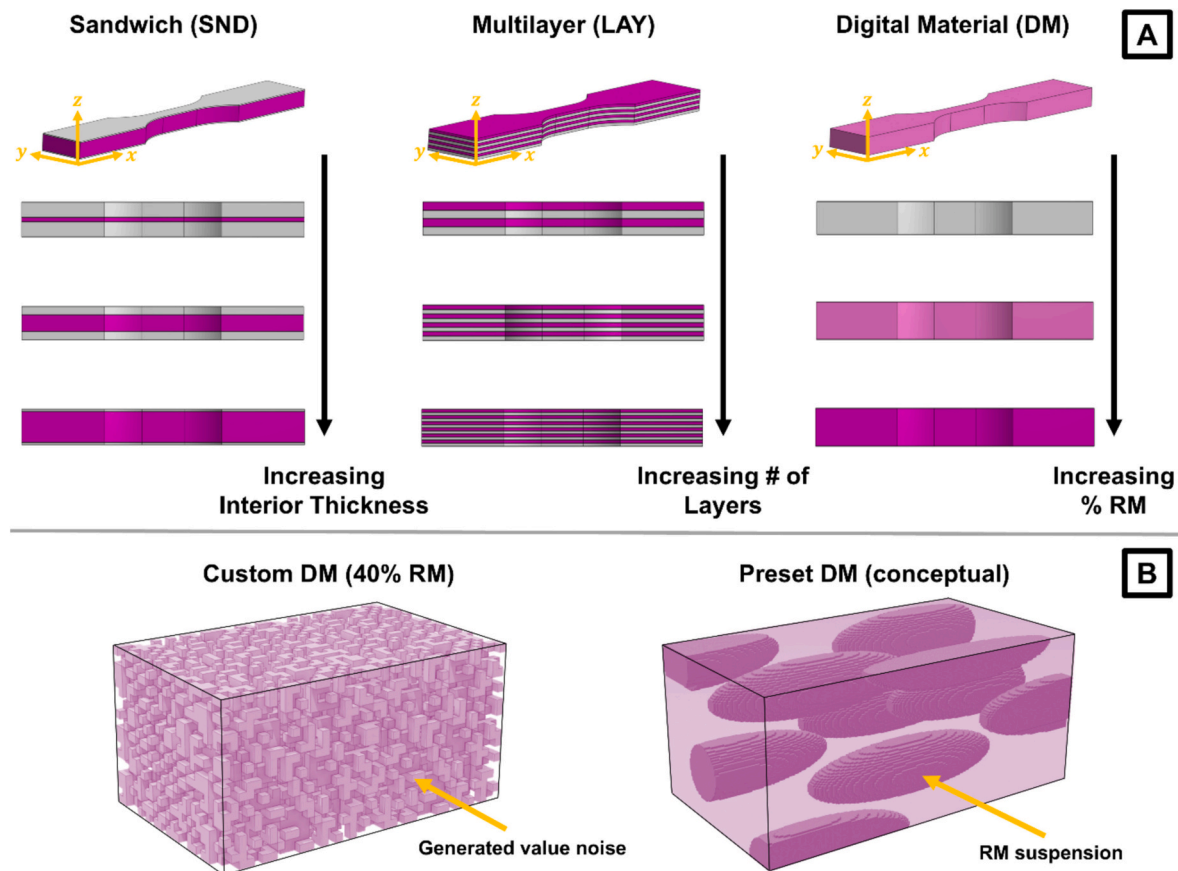 Sandwich (SND)
Multilayer (LAY)
Digital Material (DM)
A
z
y
x
z
y
x
z
y
x
Increasing
Interior Thickness
Increasing # of
Layers
Increasing
% RM
B
Custom DM (40% RM)
Preset DM (conceptual)
Generated value noise
RM suspension